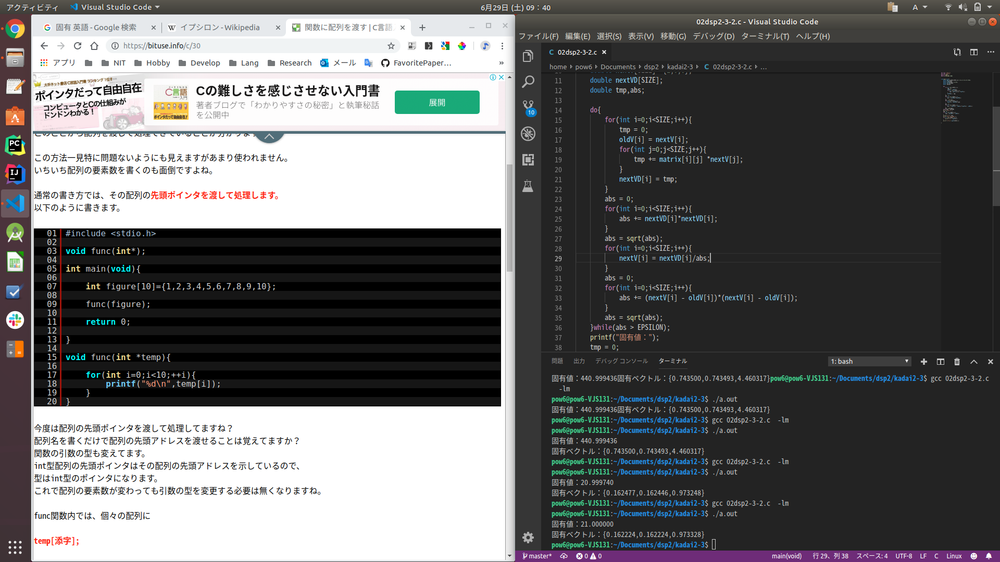 アクティビティ
Visual Studio Code
6月29日 (土) 09：40
A
固有 英語 - Google 検索
イプシロン - Wikipedia
関数に配列を渡す | C言語
https://bituse.info/c/30
アプリ
NIT
Hobby
Develop
Lang
Research
メール
FavoritePaper…
»
大手ネット書店 C言語入門書 ランキング 1位!
ポインタだって自由自在
コンピュータとCの仕組みが
ドンドンわかる！
C言語
入門
ポインタだって自由自在!
Cの難しさを感じさせない入門書
著者ブログで「わかりやすさの秘密」と執筆秘話
を公開中
展開
この方法一見特に問題ないようにも見えますがあまり使われません。
いちいち配列の要素数を書くのも面倒ですよね。
通常の書き方では、その配列の先頭ポインタを渡して処理します。
以下のように書きます。
01 #include <stdio.h>
02
03 void func(int*);
04
05 int main(void){
06
07     int figure[10]={1,2,3,4,5,6,7,8,9,10};
08
09     func(figure);
10
11     return 0;
12
13 }
14
15 void func(int *temp){
16
17     for(int i=0;i<10;++i){
18         printf("%d\n",temp[i]);
19     }
20 }
今度は配列の先頭ポインタを渡して処理してますね？
配列名を書くだけで配列の先頭アドレスを渡せることは覚えてますか？
関数の引数の型も変えてます。
int型配列の先頭ポインタはその配列の先頭アドレスを示しているので、
型はint型のポインタになります。
これで配列の要素数が変わっても引数の型を変更する必要は無くなりますね。
func関数内では、個々の配列に
temp[添字];
PC
IJ
02dsp2-3-2.c - Visual Studio Code
ファイル(F) 編集(E) 選択(S) 表示(V) 移動(G) デバッグ(D) ターミナル(T) ヘルプ(H)
10
C 02dsp2-3-2.c ×
home › pow6 › Documents › dsp2 › kadai2-3 › C 02dsp2-3-2.c › …
11 double nextVD[SIZE];
12 double tmp,abs;
13
14 do{
15     for(int i=0;i<SIZE;i++){
16         tmp = 0;
17         oldV[i] = nextV[i];
18         for(int j=0;j<SIZE;j++){
19             tmp += matrix[i][j] *nextV[j];
20         }
21         nextVD[i] = tmp;
22     }
23     abs = 0;
24     for(int i=0;i<SIZE;i++){
25         abs += nextVD[i]*nextVD[i];
26     }
27     abs = sqrt(abs);
28     for(int i=0;i<SIZE;i++){
29         nextV[i] = nextVD[i]/abs;
30     }
31     abs = 0;
32     for(int i=0;i<SIZE;i++){
33         abs += (nextV[i] - oldV[i])*(nextV[i] - oldV[i]);
34     }
35     abs = sqrt(abs);
36 }while(abs > EPSILON);
37 printf("固有値：");
38 tmp = 0;
問題 出力 デバッグ コンソール ターミナル
1: bash
固有値：440.999436固有ベクトル：{0.743500,0.743493,4.460317}pow6@pow6-VJS131:~/Documents/dsp2/kadai2-3$ gcc 02dsp2-3-2.c
-lm
pow6@pow6-VJS131:~/Documents/dsp2/kadai2-3$ ./a.out
固有値：440.999436固有ベクトル：{0.743500,0.743493,4.460317}
pow6@pow6-VJS131:~/Documents/dsp2/kadai2-3$ gcc 02dsp2-3-2.c  -lm
pow6@pow6-VJS131:~/Documents/dsp2/kadai2-3$ ./a.out
固有値：440.999436
固有ベクトル：{0.743500,0.743493,4.460317}
pow6@pow6-VJS131:~/Documents/dsp2/kadai2-3$ gcc 02dsp2-3-2.c  -lm
pow6@pow6-VJS131:~/Documents/dsp2/kadai2-3$ ./a.out
固有値：20.999740
固有ベクトル：{0.162477,0.162446,0.973248}
pow6@pow6-VJS131:~/Documents/dsp2/kadai2-3$ gcc 02dsp2-3-2.c  -lm
pow6@pow6-VJS131:~/Documents/dsp2/kadai2-3$ ./a.out
固有値：21.000000
固有ベクトル：{0.162224,0.162224,0.973328}
pow6@pow6-VJS131:~/Documents/dsp2/kadai2-3$
master* 0 0 main(void) 行 29、列 38 スペース: 4 UTF-8 LF C Linux